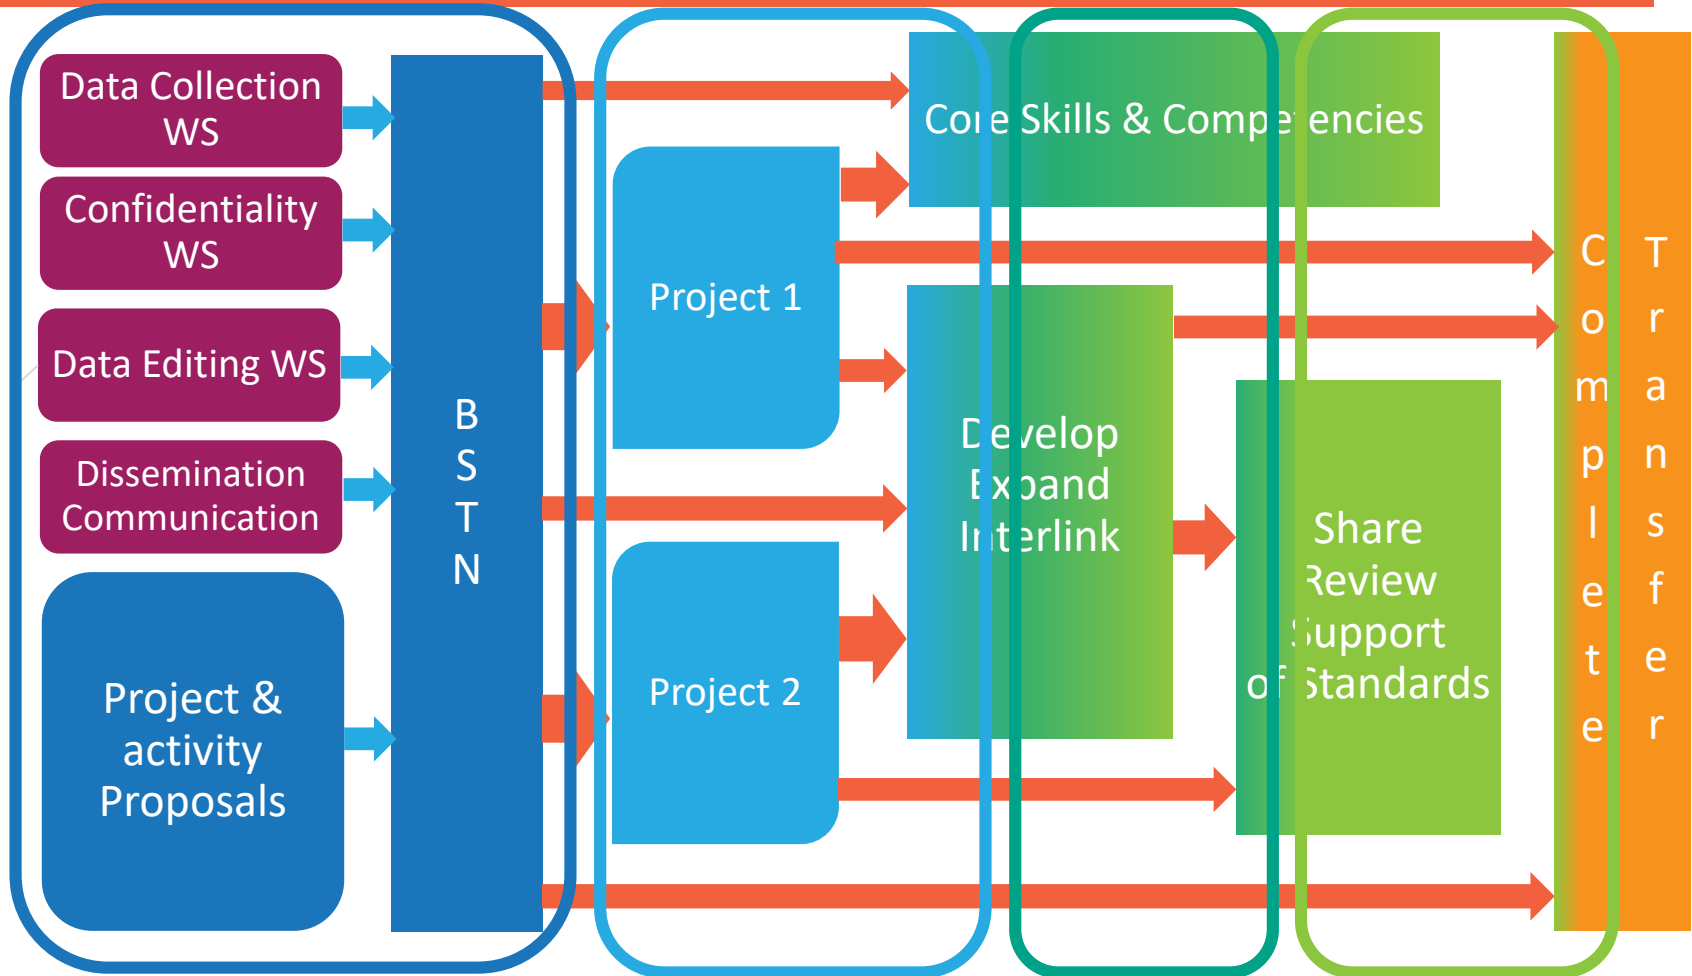 Data Collection
WS
Confidentiality
WS
Data Editing WS
Dissemination
Communication
Project &
activity
Proposals
B
S
T
N
Project 1
Project 2
Core Skills & Competencies
Develop
Expand
Interlink
Share
Review
Support
of Standards
C
o
m
p
l
e
t
e
T
r
a
n
s
f
e
r